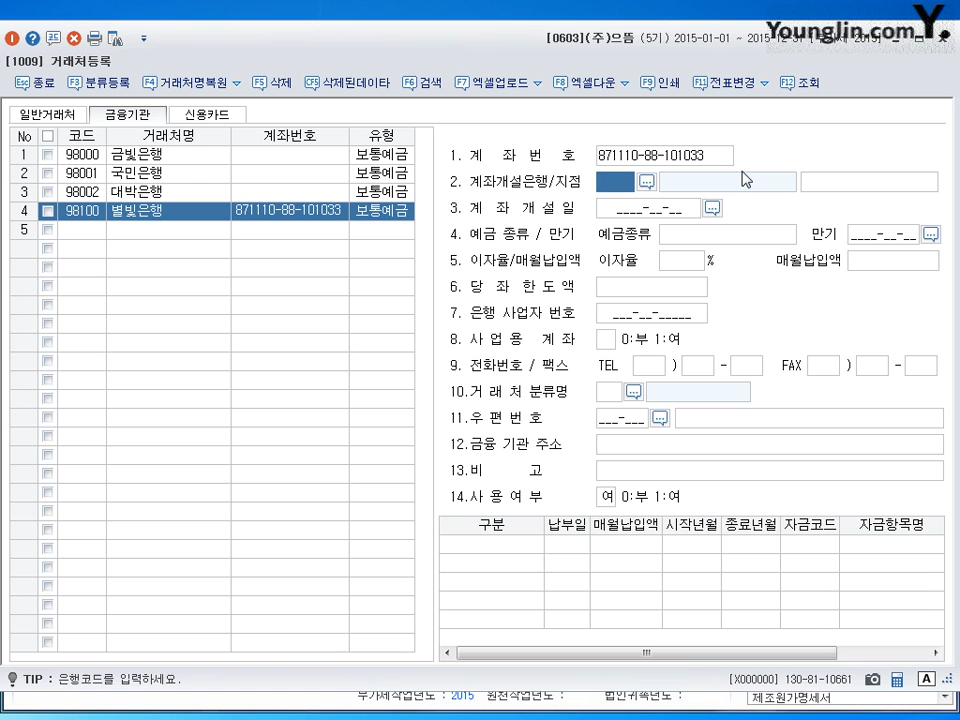 Younglin.com Y.
[0603](주)으뜸 (5기) 2015-01-01 ~ 2015-12-31
[1009] 거래처등록
Esc 종료 F3 분류등록 F4 거래처명복원 F5 삭제 CF5 삭제된데이타 F6 검색 F7 엑셀업로드 F8 엑셀다운 F9 인쇄 F11 전표변경 F12 조회
일반거래처 금융기관 신용카드
No 코드 거래처명 계좌번호 유형
1 98000 금빛은행 보통예금
2 98001 국민은행 보통예금
3 98002 대박은행 보통예금
4 98100 별빛은행 871110-88-101033 보통예금
5
1. 계 좌 번 호 871110-88-101033
2. 계좌개설은행/지점
3. 계 좌 개 설 일 ____-__-__
4. 예금 종류 / 만기 예금종류 만기 ____-__-__
5. 이자율/매월납입액 이자율 % 매월납입액
6. 당 좌 한 도 액
7. 은행 사업자 번호 ___-__-_____
8. 사 업 용 계 좌 0:부 1:여
9. 전화번호 / 팩스 TEL ) - FAX ) -
10.거 래 처 분류명
11.우 편 번 호 ___-___
12.금융 기관 주소
13.비 고
14.사 용 여 부 여 0:부 1:여
구분 납부일 매월납입액 시작년월 종료년월 자금코드 자금항목명
TIP : 은행코드를 입력하세요.
[X000000] 130-81-10661 A
부가세작업년도 : 2015 원천작업년도 : 법인귀속년도 : 제조원가명세서